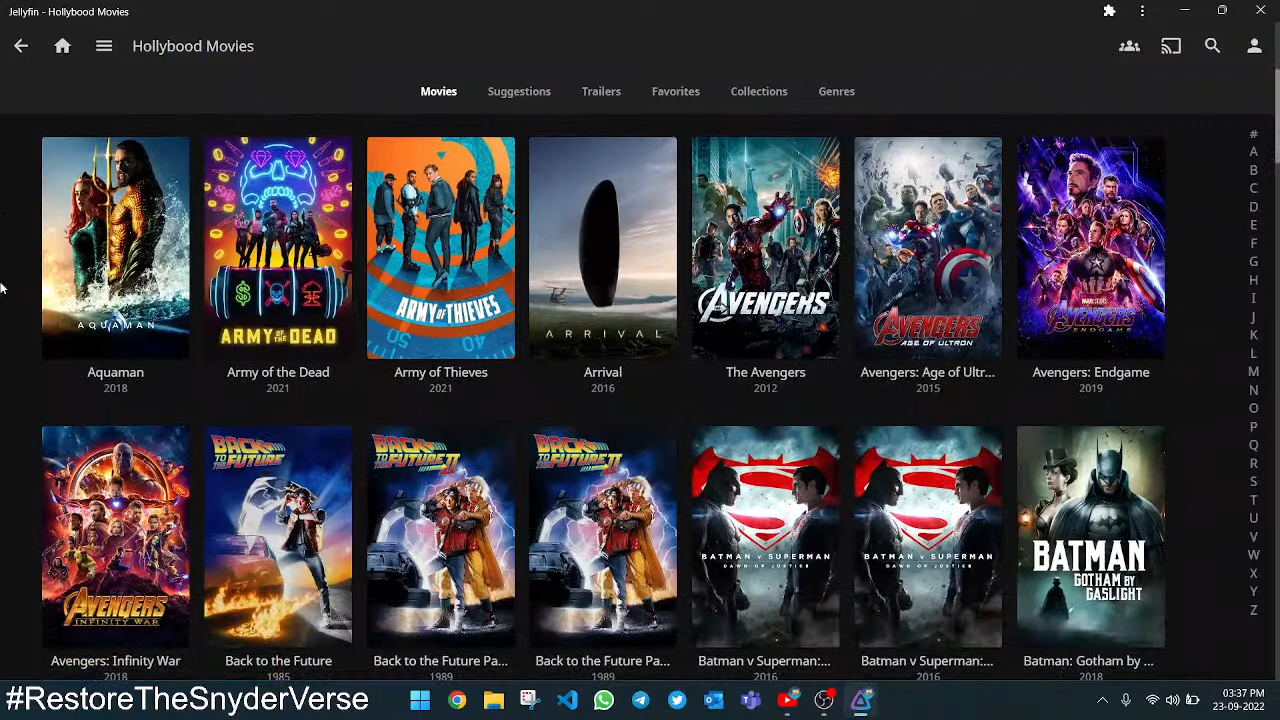 Jellyfin - Hollybood Movies
Hollybood Movies
Movies Suggestions Trailers Favorites Collections Genres
AQUAMAN
ARMY OF THE DEAD
ARMY OF THIEVES
50 40
ARRIVAL
AVENGERS
AVENGERS
AGE OF ULTRON
MARVEL STUDIOS
AVENGERS
ENDGAME
Aquaman
2018
Army of the Dead
2021
Army of Thieves
2021
Arrival
2016
The Avengers
2012
Avengers: Age of Ultr...
2015
Avengers: Endgame
2019
AVENGERS
INFINITY WAR
BACK
TO THE FUTURE
BACK
TO THE FUTURE
II
BACK
TO THE FUTURE
II
BATMAN V SUPERMAN
DAWN OF JUSTICE
BATMAN V SUPERMAN
DAWN OF JUSTICE
BATMAN
GOTHAM BY
GASLIGHT
Avengers: Infinity War
2018
Back to the Future
1985
Back to the Future Pa...
1989
Back to the Future Pa...
1989
Batman v Superman:...
2016
Batman v Superman:...
2016
Batman: Gotham by ...
2018
#
A
B
C
D
E
F
G
H
I
J
K
L
M
N
O
P
Q
R
S
T
U
V
W
X
Y
Z
#RestoreTheSnyderVerse
03:37 PM
23-09-2022